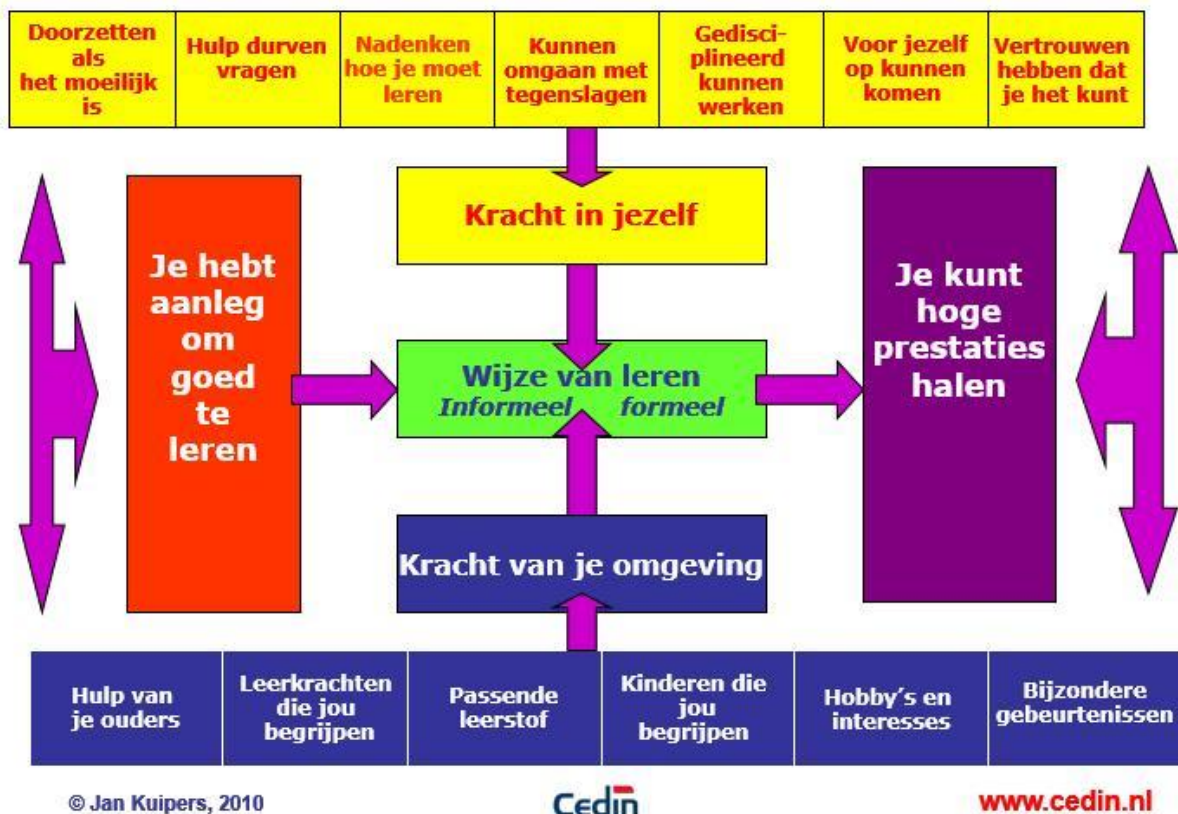 Doorzetten
als
het moeilijk
is
Hulp durven
vragen
Nadenken
hoe je moet
leren
Kunnen
omgaan met
tegenslagen
Gedisci-
plineerd
kunnen
werken
Voor jezelf
op kunnen
komen
Vertrouwen
hebben dat
je het kunt
Kracht in jezelf
Je hebt
aanleg
om
goed
te
leren
Wijze van leren
Informeel formeel
Je kunt
hoge
prestaties
halen
Kracht van je omgeving
Hulp van
je ouders
Leerkrachten
die jou
begrijpen
Passende
leerstof
Kinderen die
jou
begrijpen
Hobby's en
interesses
Bijzondere
gebeurtenissen
© Jan Kuipers, 2010
Cedin
www.cedin.nl